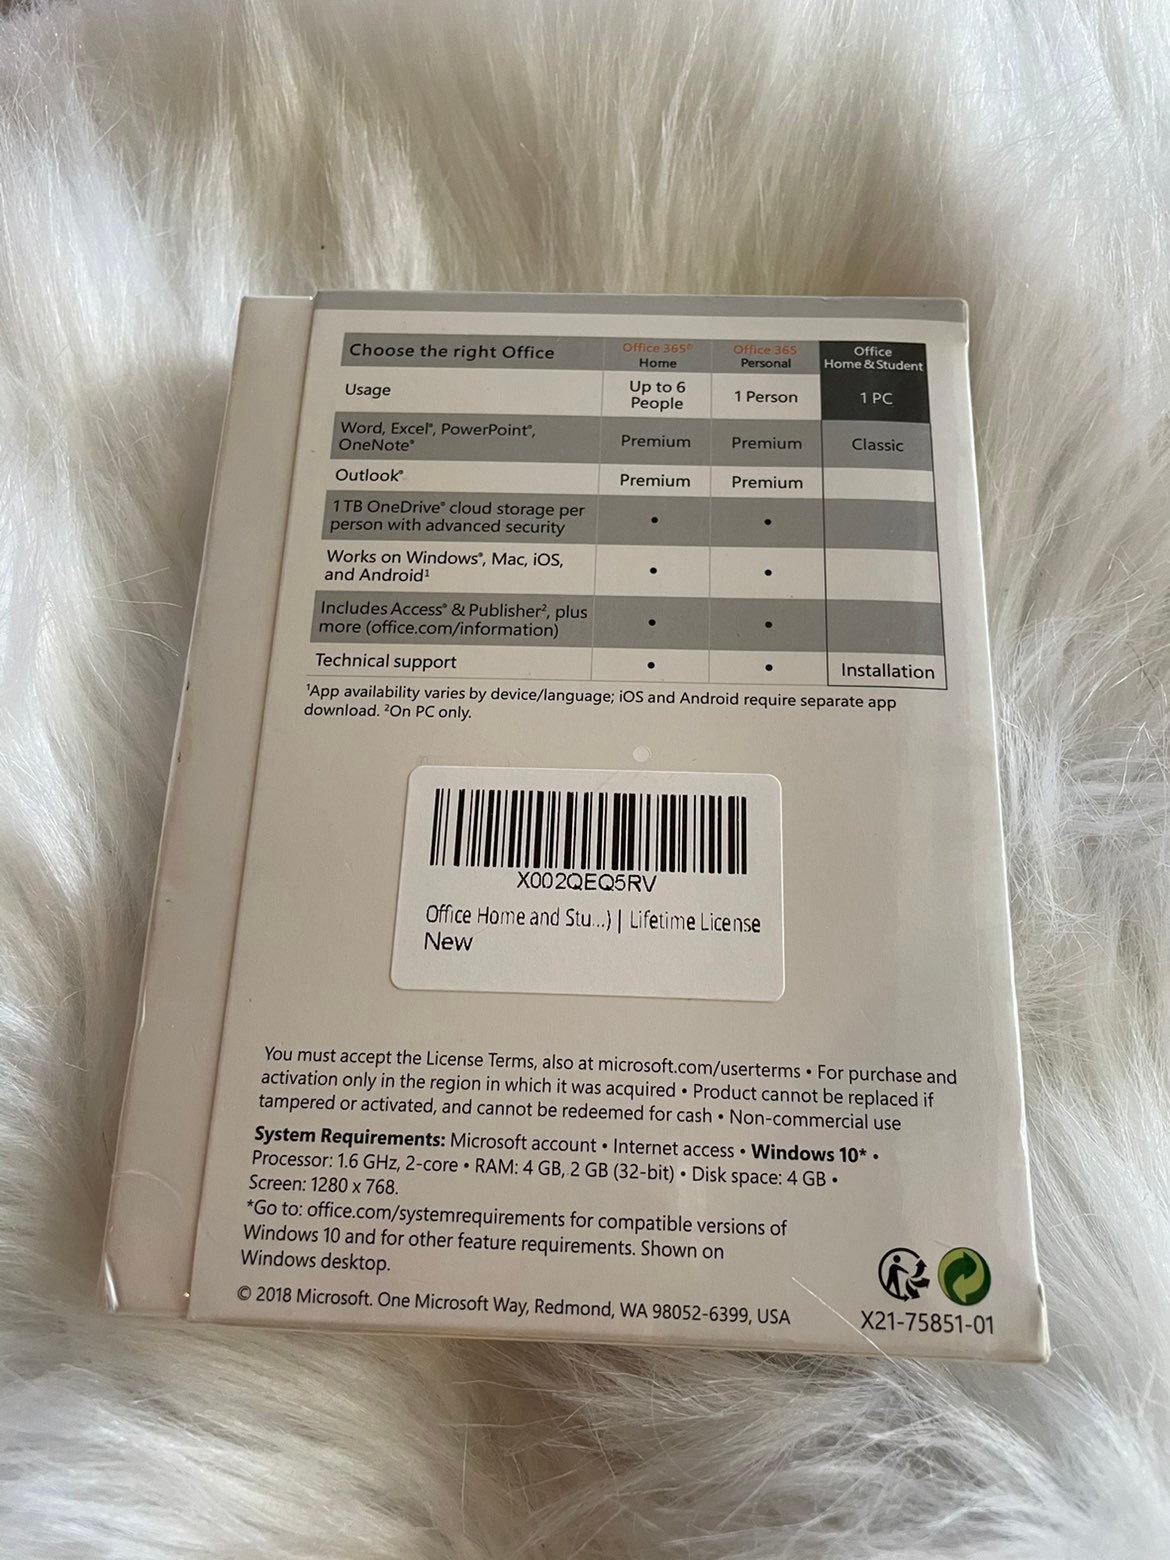 Choose the right Office Office 365® Home Office 365 Personal Office Home & Student
Usage Up to 6 People 1 Person 1 PC
Word, Excel®, PowerPoint®, OneNote® Premium Premium Classic
Outlook® Premium Premium
1 TB OneDrive® cloud storage per person with advanced security • •
Works on Windows®, Mac, iOS, and Android¹ • •
Includes Access® & Publisher², plus more (office.com/information) • •
Technical support • • Installation
¹App availability varies by device/language; iOS and Android require separate app
download. ²On PC only.
X002QEQ5RV
Office Home and Stu...) | Lifetime License
New
You must accept the License Terms, also at microsoft.com/userterms • For purchase and
activation only in the region in which it was acquired • Product cannot be replaced if
tampered or activated, and cannot be redeemed for cash • Non-commercial use
System Requirements: Microsoft account • Internet access • Windows 10* •
Processor: 1.6 GHz, 2-core • RAM: 4 GB, 2 GB (32-bit) • Disk space: 4 GB •
Screen: 1280 x 768.
*Go to: office.com/systemrequirements for compatible versions of
Windows 10 and for other feature requirements. Shown on
Windows desktop.
© 2018 Microsoft. One Microsoft Way, Redmond, WA 98052-6399, USA
X21-75851-01